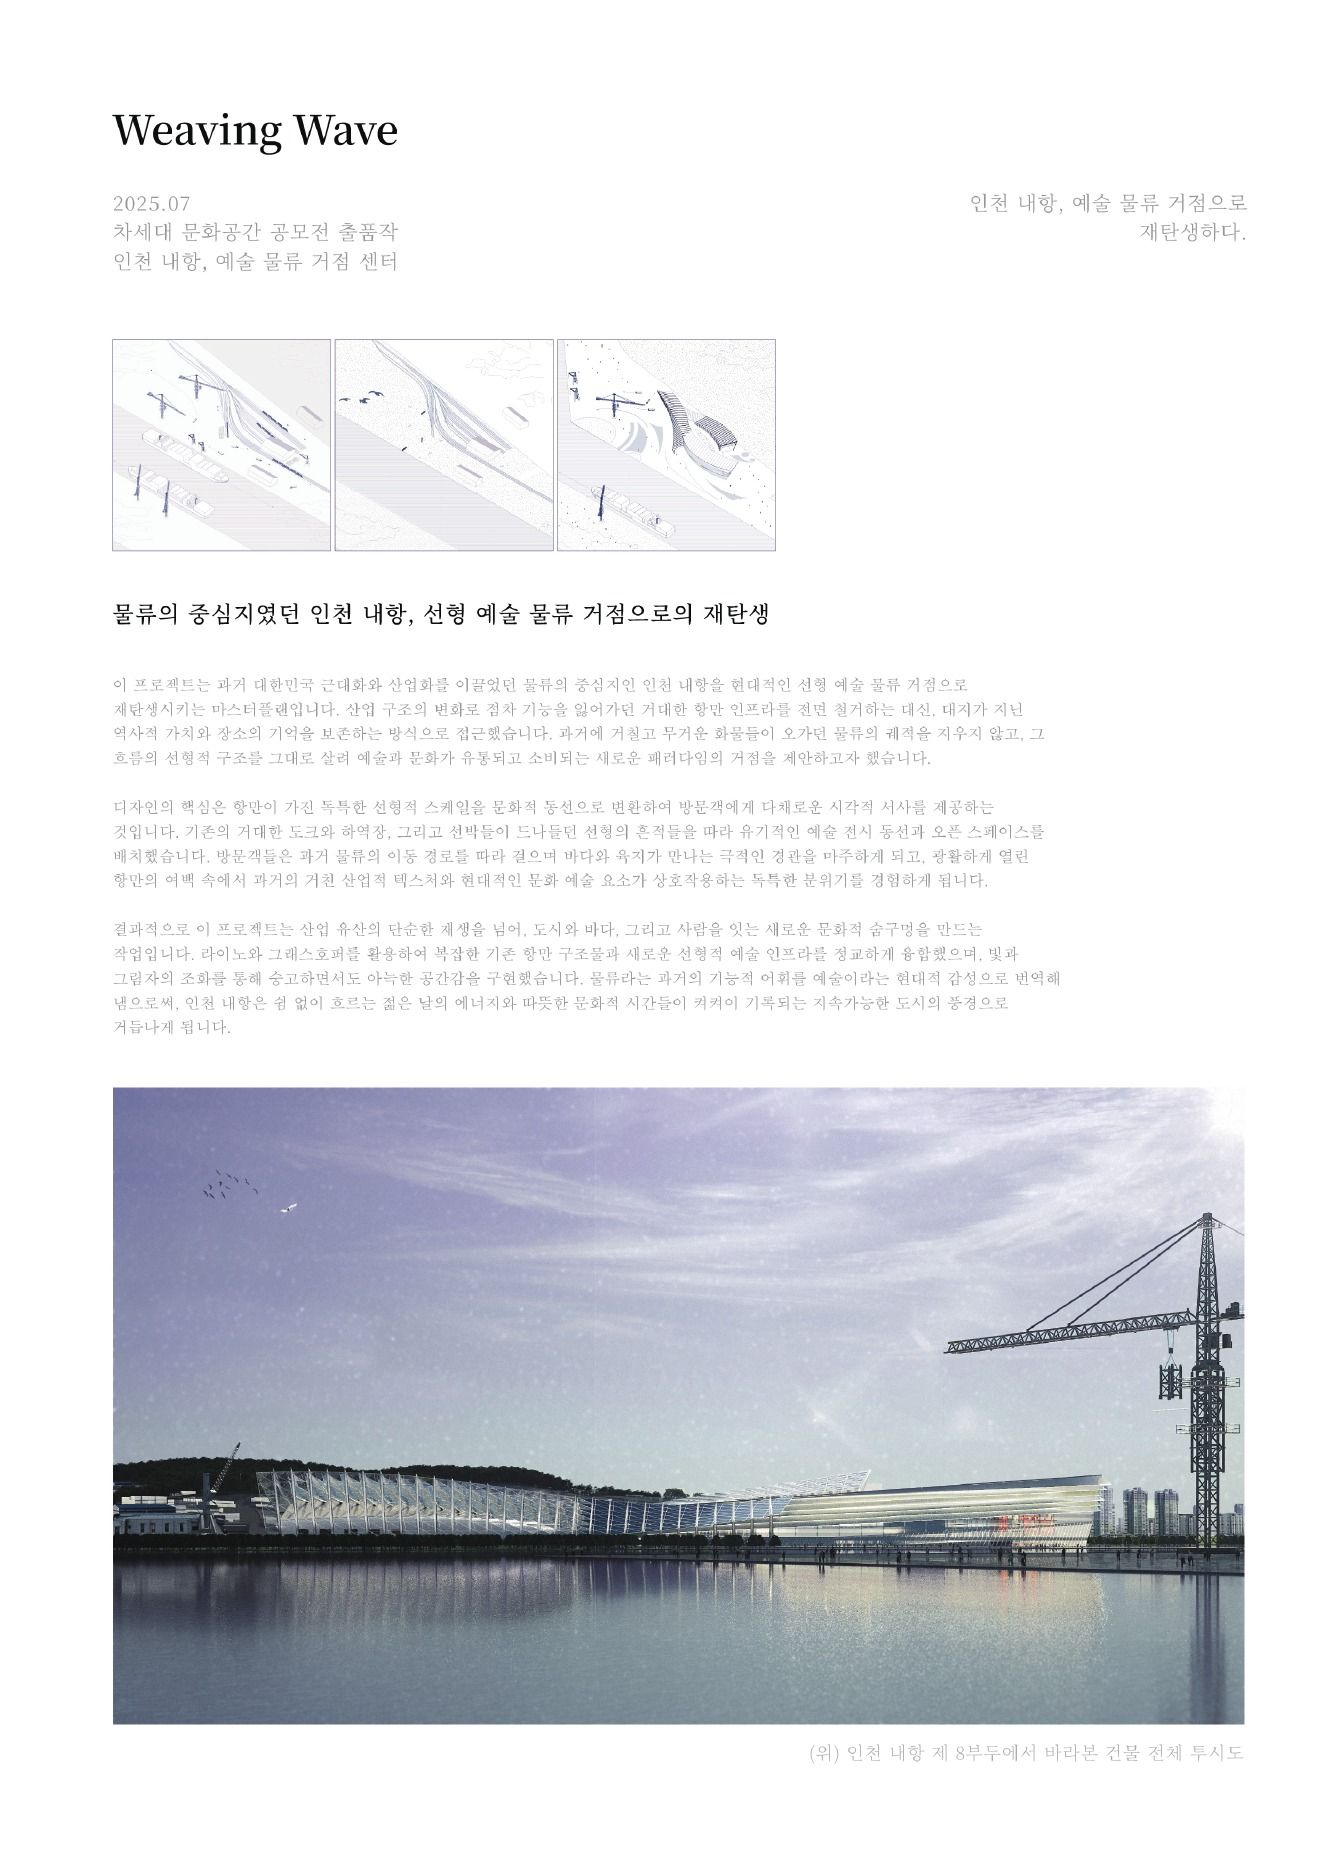 Weaving Wave
2025.07
차세대 문화공간 공모전 출품작
인천 내항, 예술 물류 거점 센터
인천 내항, 예술 물류 거점으로
재탄생하다.
물류의 중심지였던 인천 내항, 선형 예술 물류 거점으로의 재탄생
이 프로젝트는 과거 대한민국 근대화와 산업화를 이끌었던 물류의 중심지인 인천 내항을 현대적인 선형 예술 물류 거점으로
재탄생시키는 마스터플랜입니다. 산업 구조의 변화로 점차 기능을 잃어가던 거대한 항만 인프라를 전면 철거하는 대신, 대지가 지닌
역사적 가치와 장소의 기억을 보존하는 방식으로 접근했습니다. 과거에 거칠고 무거운 화물들이 오가던 물류의 궤적을 지우지 않고, 그
흐름의 선형적 구조를 그대로 살려 예술과 문화가 유통되고 소비되는 새로운 패러다임의 거점을 제안하고자 했습니다.
디자인의 핵심은 항만이 가진 독특한 선형적 스케일을 문화적 동선으로 변환하여 방문객에게 다채로운 시각적 서사를 제공하는
것입니다. 기존의 거대한 도크와 하역장, 그리고 선박들이 드나들던 선형의 흔적들을 따라 유기적인 예술 전시 동선과 오픈 스페이스를
배치했습니다. 방문객들은 과거 물류의 이동 경로를 따라 걸으며 바다와 육지가 만나는 극적인 경관을 마주하게 되고, 광활하게 열린
항만의 여백 속에서 과거의 거친 산업적 텍스처와 현대적인 문화 예술 요소가 상호작용하는 독특한 분위기를 경험하게 됩니다.
결과적으로 이 프로젝트는 산업 유산의 단순한 재생을 넘어, 도시와 바다, 그리고 사람을 잇는 새로운 문화적 숨구멍을 만드는
작업입니다. 라이노와 그래스호퍼를 활용하여 복잡한 기존 항만 구조물과 새로운 선형적 예술 인프라를 정교하게 융합했으며, 빛과
그림자의 조화를 통해 숭고하면서도 아늑한 공간감을 구현했습니다. 물류라는 과거의 기능적 어휘를 예술이라는 현대적 감성으로 번역해
냄으로써, 인천 내항은 쉼 없이 흐르는 젊은 날의 에너지와 따뜻한 문화적 시간들이 켜켜이 기록되는 지속가능한 도시의 풍경으로
거듭나게 됩니다.
(위) 인천 내항 제 8부두에서 바라본 건물 전체 투시도